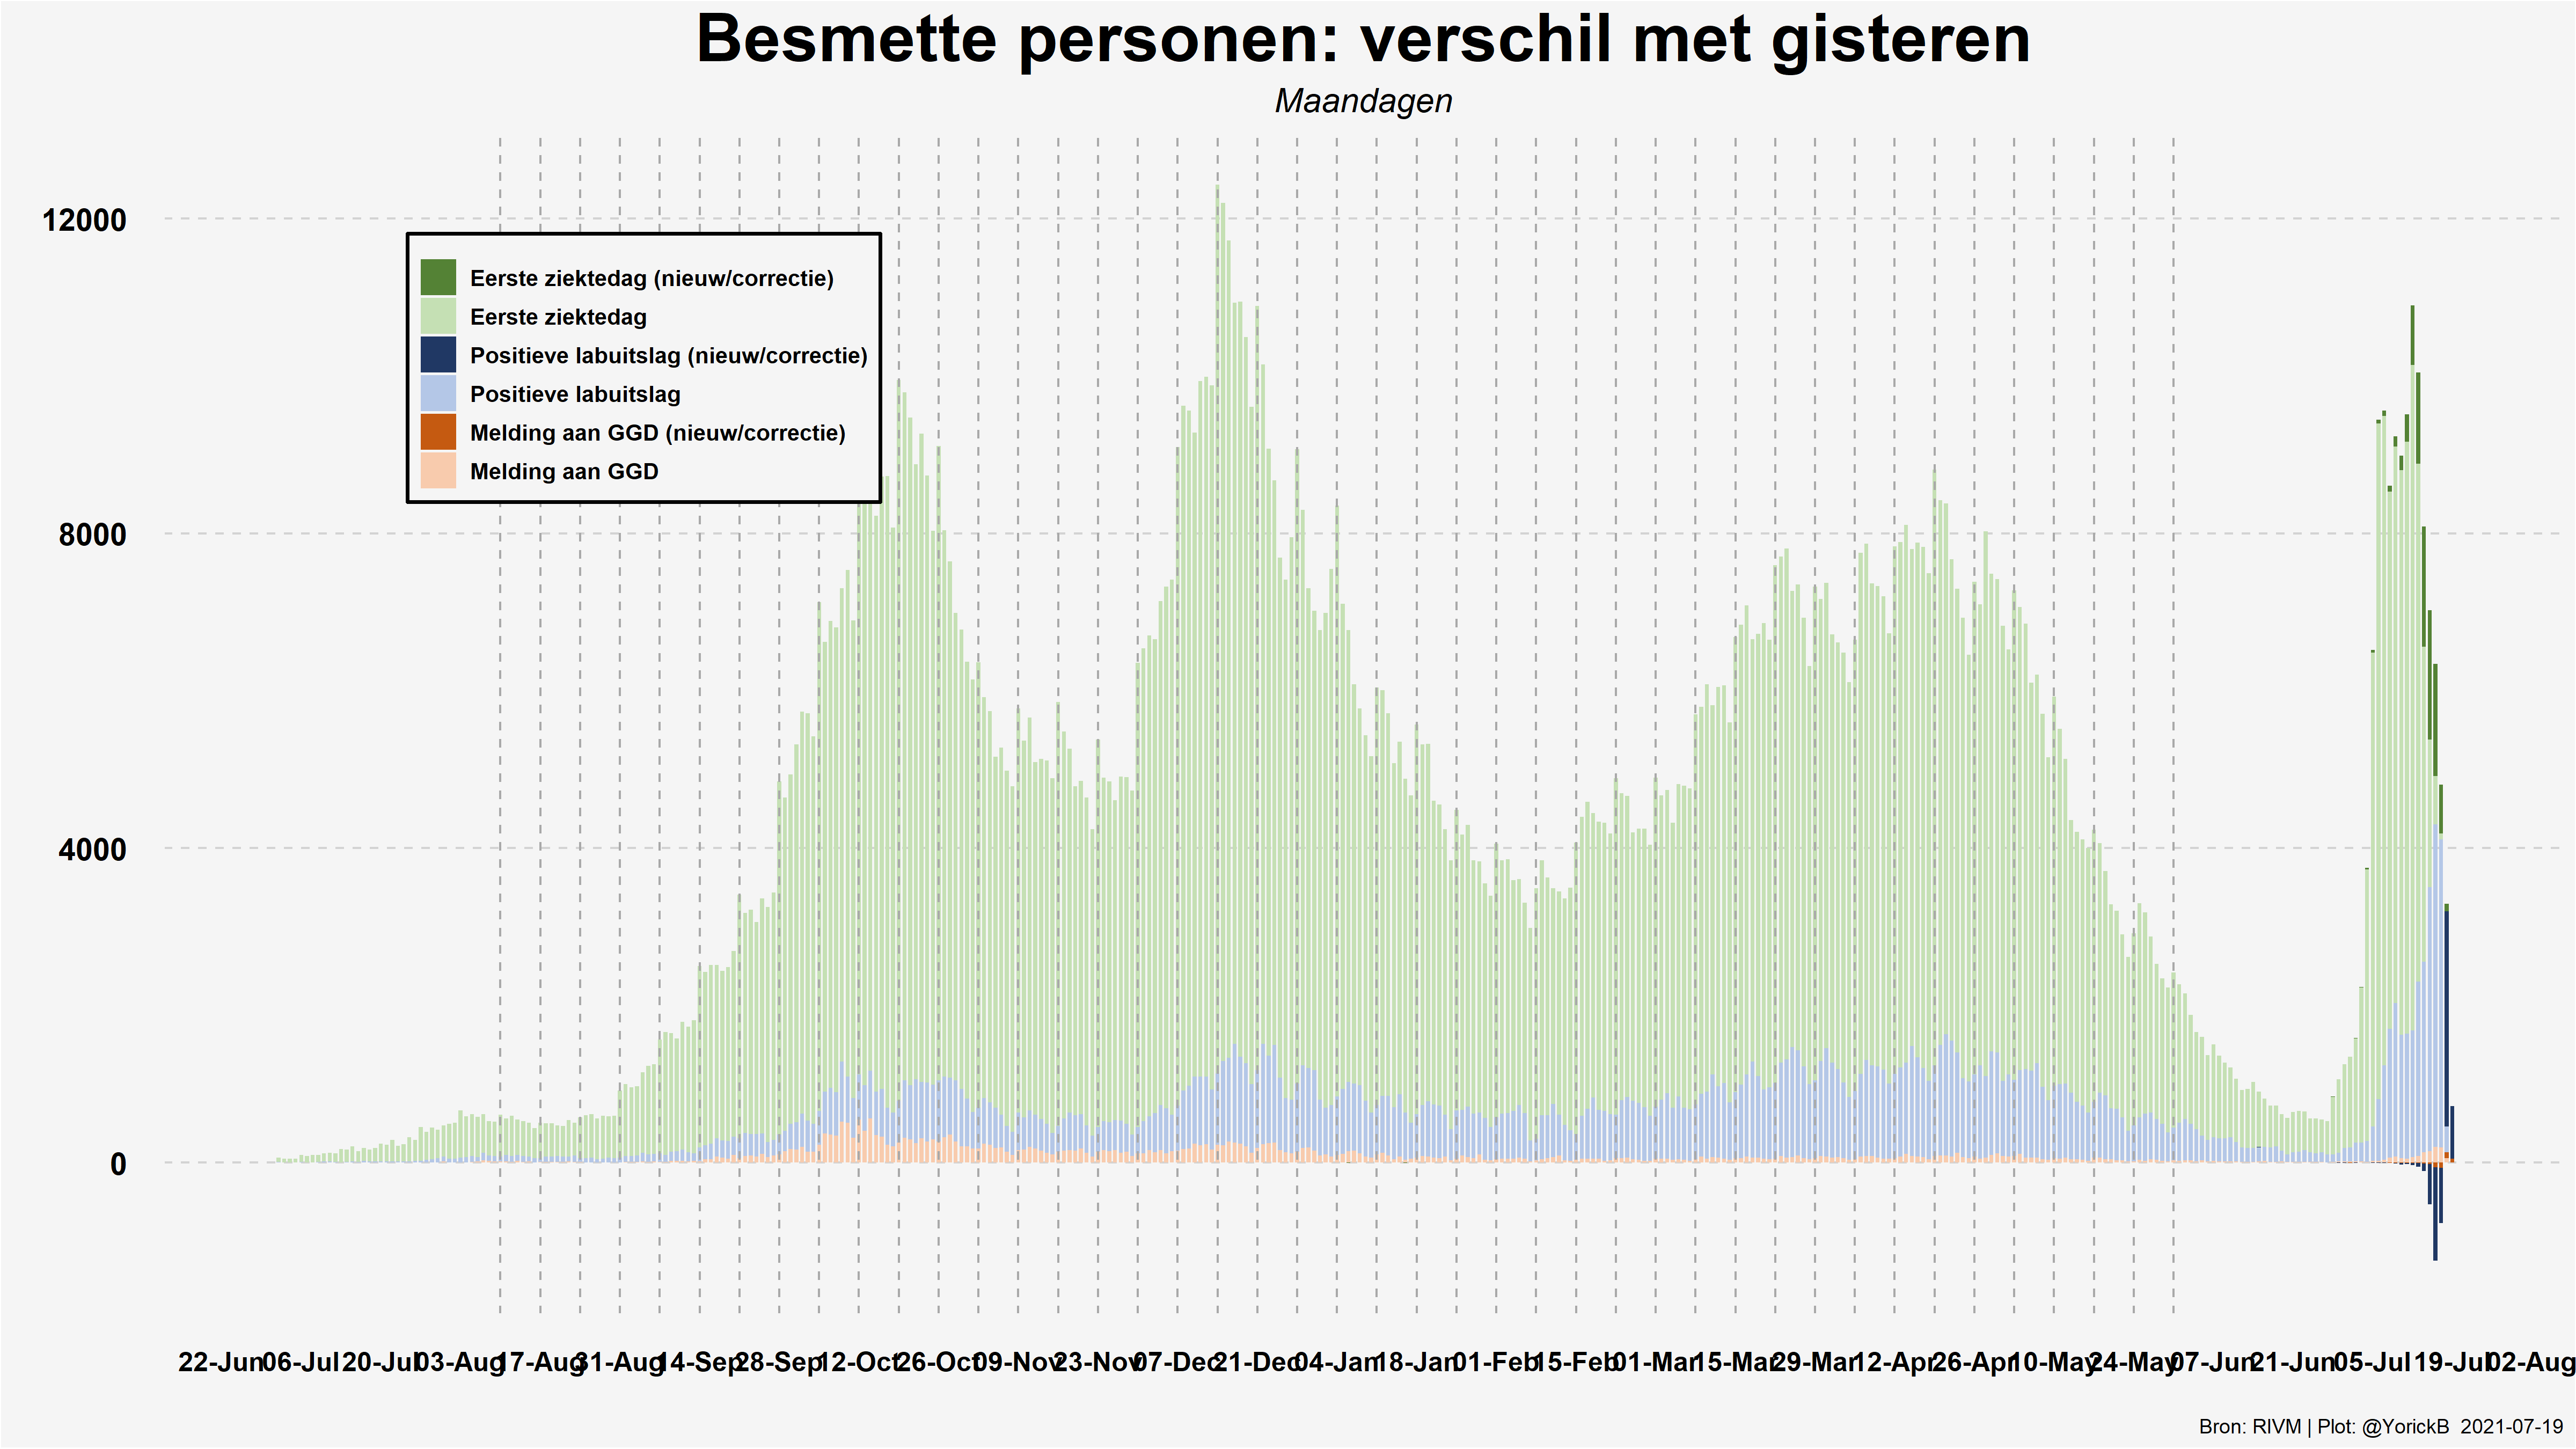 Besmette personen: verschil met gisteren
Maandagen
12000
8000
4000
0
Eerste ziektedag (nieuw/correctie)
Eerste ziektedag
Positieve labuitslag (nieuw/correctie)
Positieve labuitslag
Melding aan GGD (nieuw/correctie)
Melding aan GGD
22-Jun 06-Jul 20-Jul 03-Aug 17-Aug 31-Aug 14-Sep 28-Sep 12-Oct 26-Oct 09-Nov 23-Nov 07-Dec 21-Dec 04-Jan 18-Jan 01-Feb 15-Feb 01-Mar 15-Mar 29-Mar 12-Apr 26-Apr 10-May 24-May 07-Jun 21-Jun 05-Jul 19-Jul 02-Aug
Bron: RIVM | Plot: @YorickB 2021-07-19